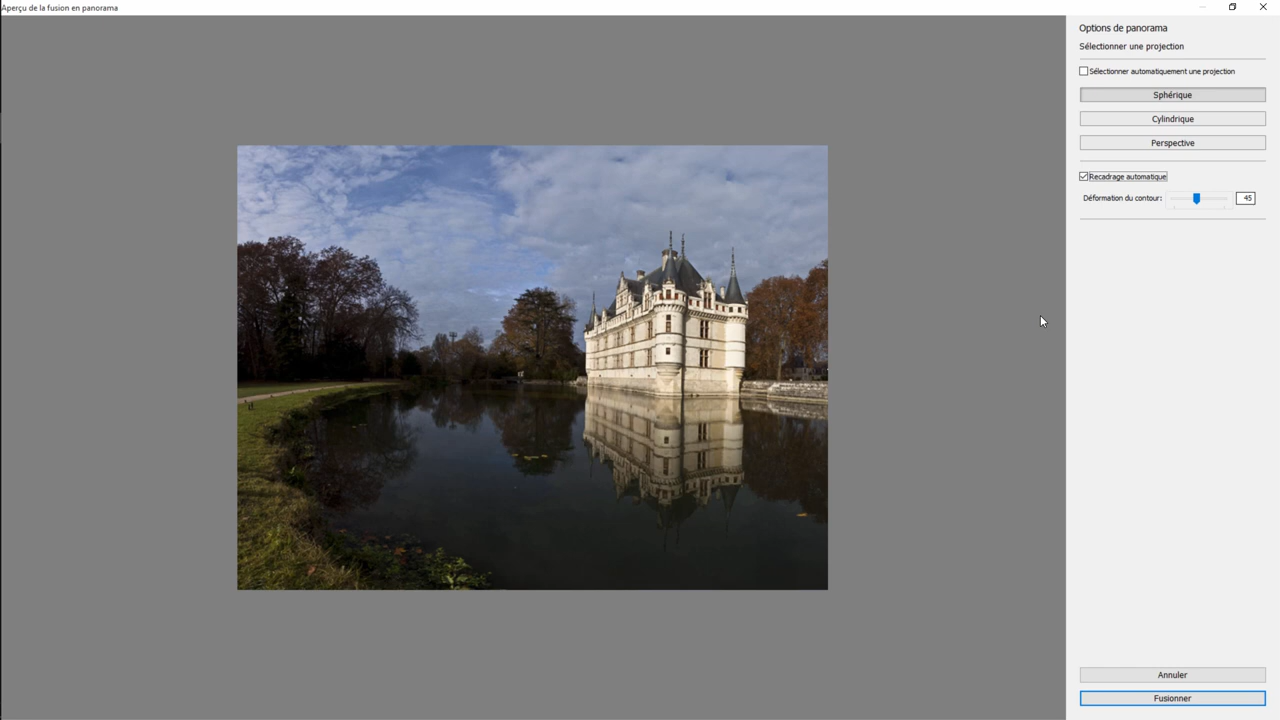 Aperçu de la fusion en panorama
Options de panorama
Sélectionner une projection
Sélectionner automatiquement une projection
Sphérique
Cylindrique
Perspective
Recadrage automatique
Déformation du contour: 45
Annuler
Fusionner